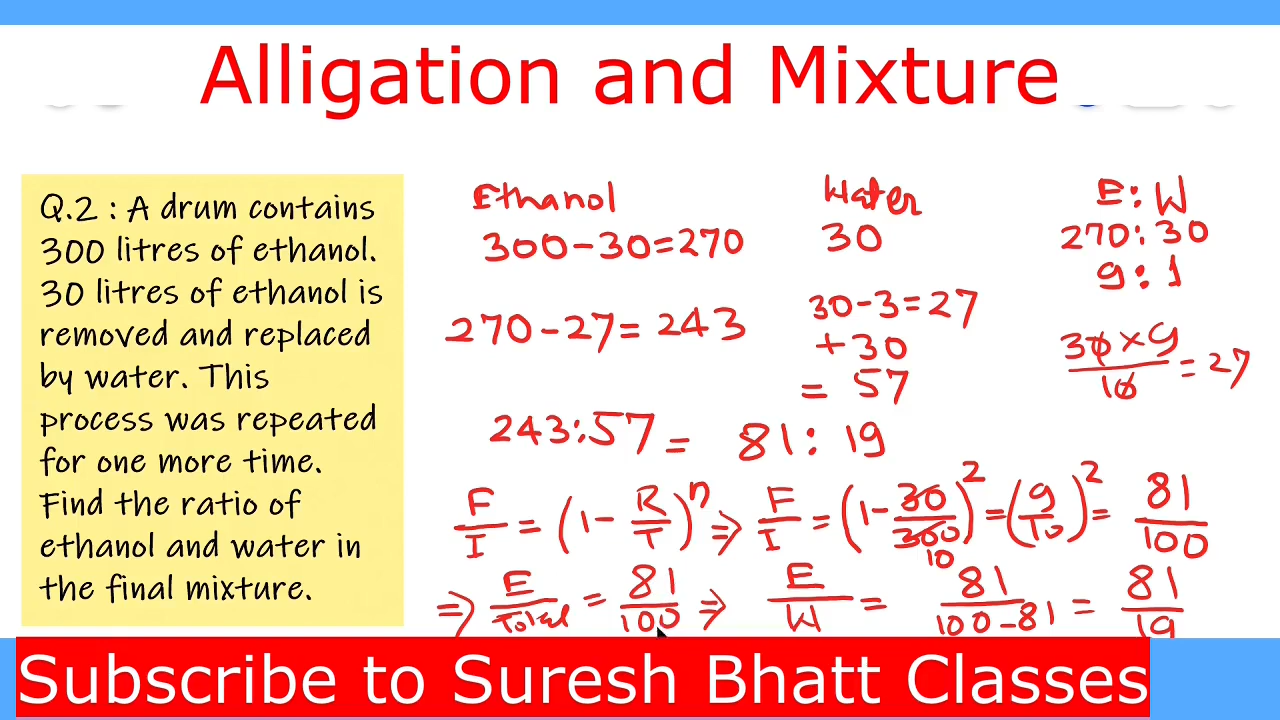 Alligation and Mixture
Q.2 : A drum contains
300 litres of ethanol.
30 litres of ethanol is
removed and replaced
by water. This
process was repeated
for one more time.
Find the ratio of
ethanol and water in
the final mixture.
Ethanol Water E : W
300 - 30 = 270 30 270 : 30
9 : 1
270 - 27 = 243 30 - 3 = 27
+ 30
= 57
30 × 9 / 10 = 27
243 : 57 = 81 : 19
F/I = (1 - R/T)^n => F/I = (1 - 30/300 10)^2 = (9/10)^2 = 81/100
=> E/Total = 81/100 => E/W = 81/(100 - 81) = 81/19
Subscribe to Suresh Bhatt Classes